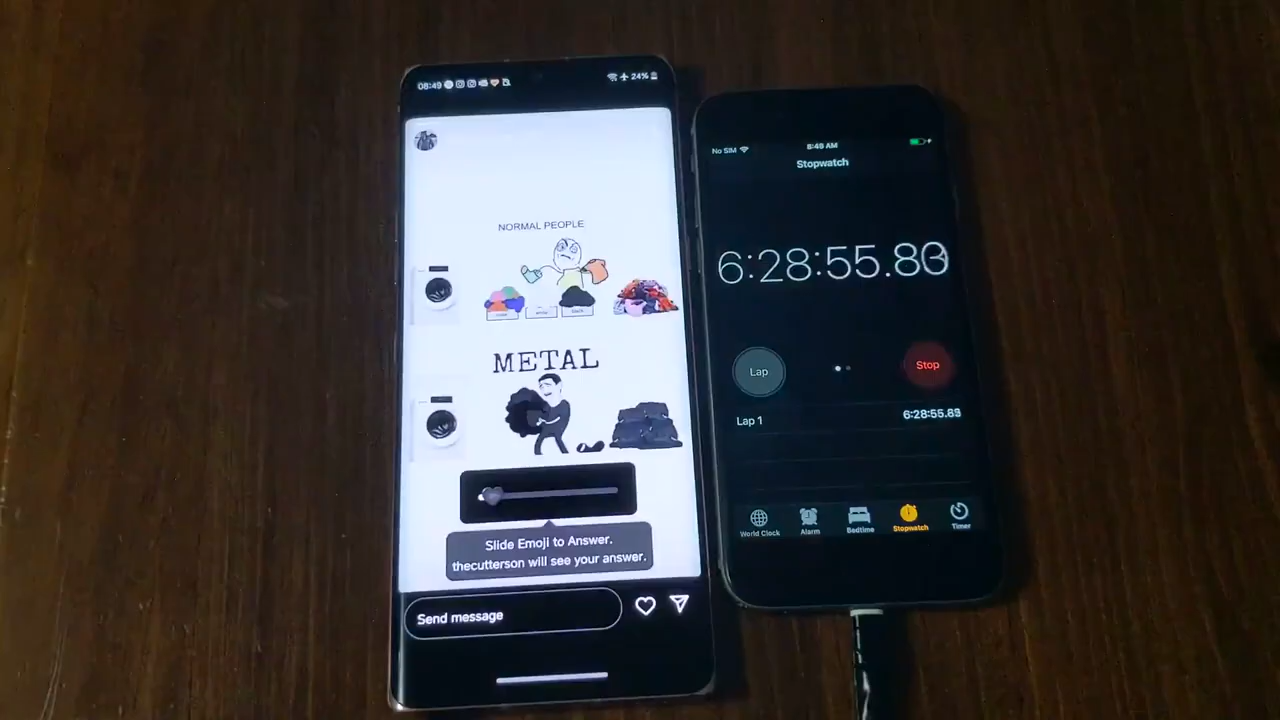 08:49
24%
NORMAL PEOPLE
METAL
Slide Emoji to Answer.
thecutterson will see your answer.
Send message
No SIM
8:49 AM
Stopwatch
6:28:55.83
Lap
Stop
Lap 1
6:28:55.83
World Clock
Alarm
Bedtime
Stopwatch
Timer